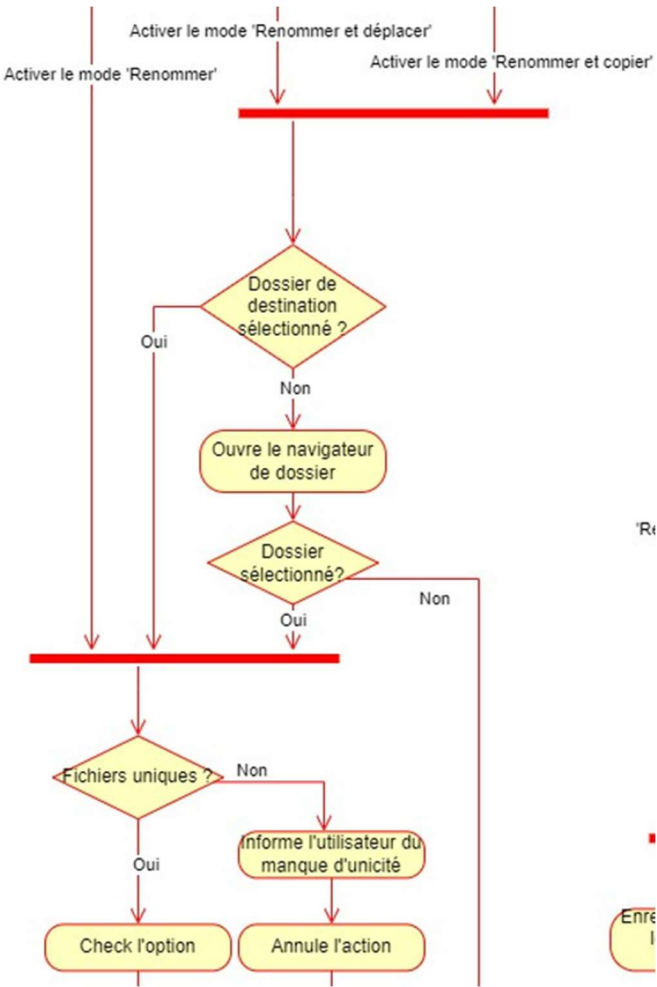 Activer le mode 'Renommer et déplacer'
Activer le mode 'Renommer et copier'
Activer le mode 'Renommer'
Dossier de
destination
sélectionné ?
Oui
Non
Ouvre le navigateur
de dossier
Dossier
sélectionné?
Non
Oui
Fichiers uniques ?
Non
Informe l'utilisateur du
manque d'unicité
Oui
Check l'option
Annule l'action